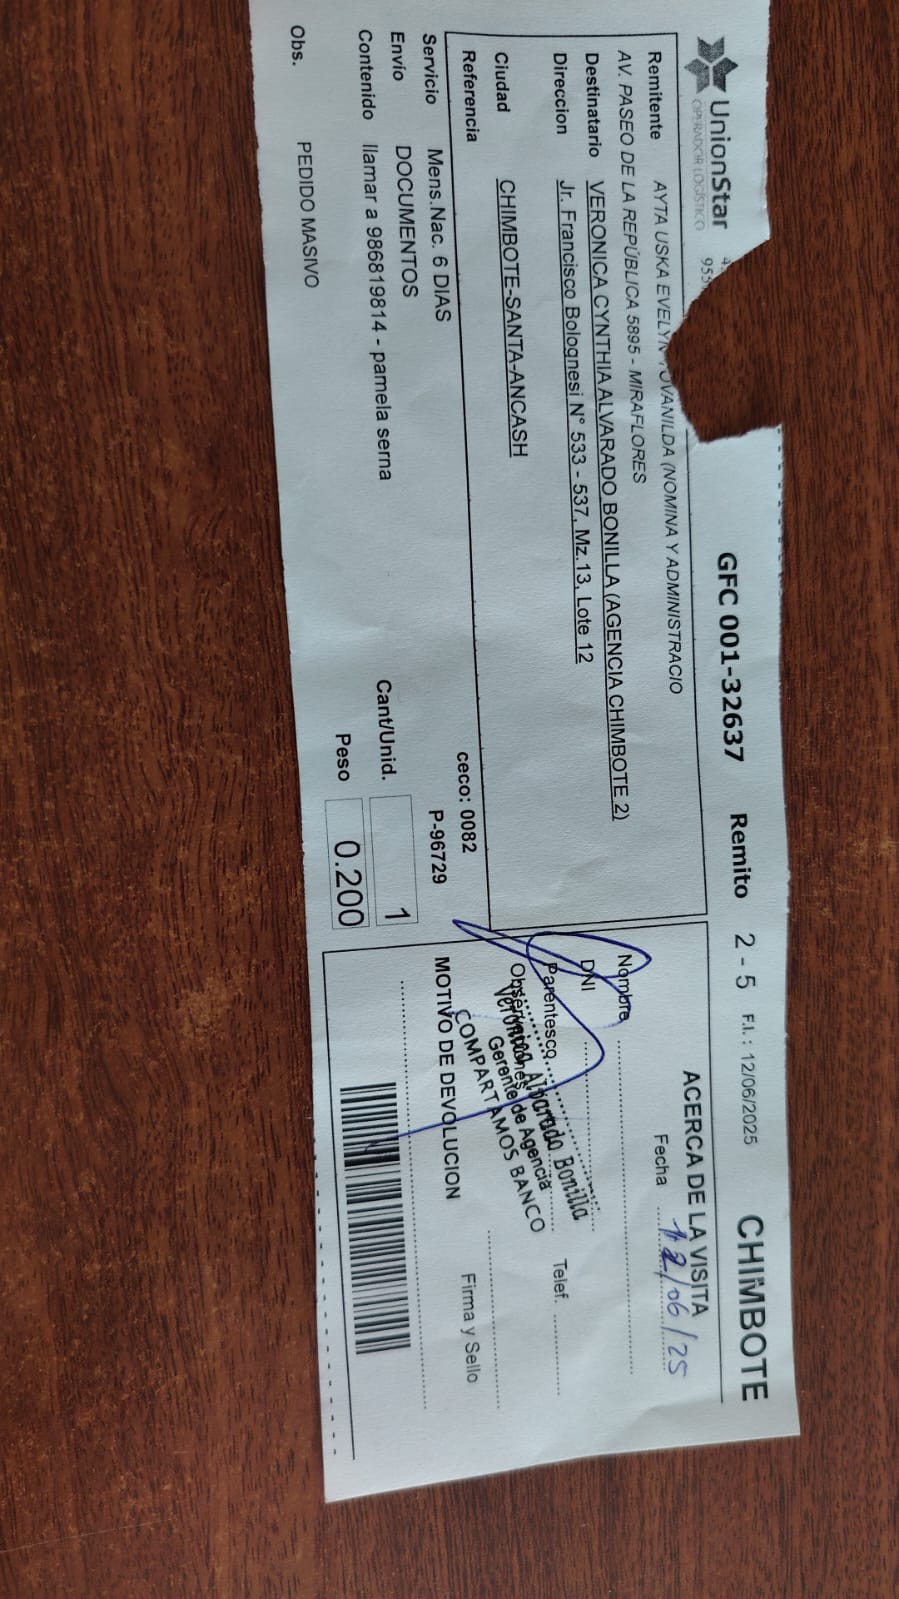 UnionStar
OPERADOR LOGÍSTICO
955
GFC 001-32637 Remito 2 - 5 F.I.: 12/06/2025 CHIMBOTE
Remitente AYTA USKA EVELYN OVANILDA (NOMINA Y ADMINISTRACIO
AV. PASEO DE LA REPÚBLICA 5895 - MIRAFLORES
Destinatario VERONICA CYNTHIA ALVARADO BONILLA (AGENCIA CHIMBOTE 2)
Direccion Jr. Francisco Bolognesi N° 533 - 537, Mz.13, Lote 12
Ciudad CHIMBOTE-SANTA-ANCASH
Referencia
ceco: 0082
Servicio Mens.Nac. 6 DIAS P-96729
Envío DOCUMENTOS
Contenido llamar a 986819814 - pamela serna
Cant/Unid. 1
Peso 0.200
Obs. PEDIDO MASIVO
ACERCA DE LA VISITA
Fecha 12/06/25
Nombre
DNI
Parentesco Telef.
Observaciones
Veronica Alvarado Bonilla
Gerente de Agencia
COMPARTAMOS BANCO
Firma y Sello
MOTIVO DE DEVOLUCION